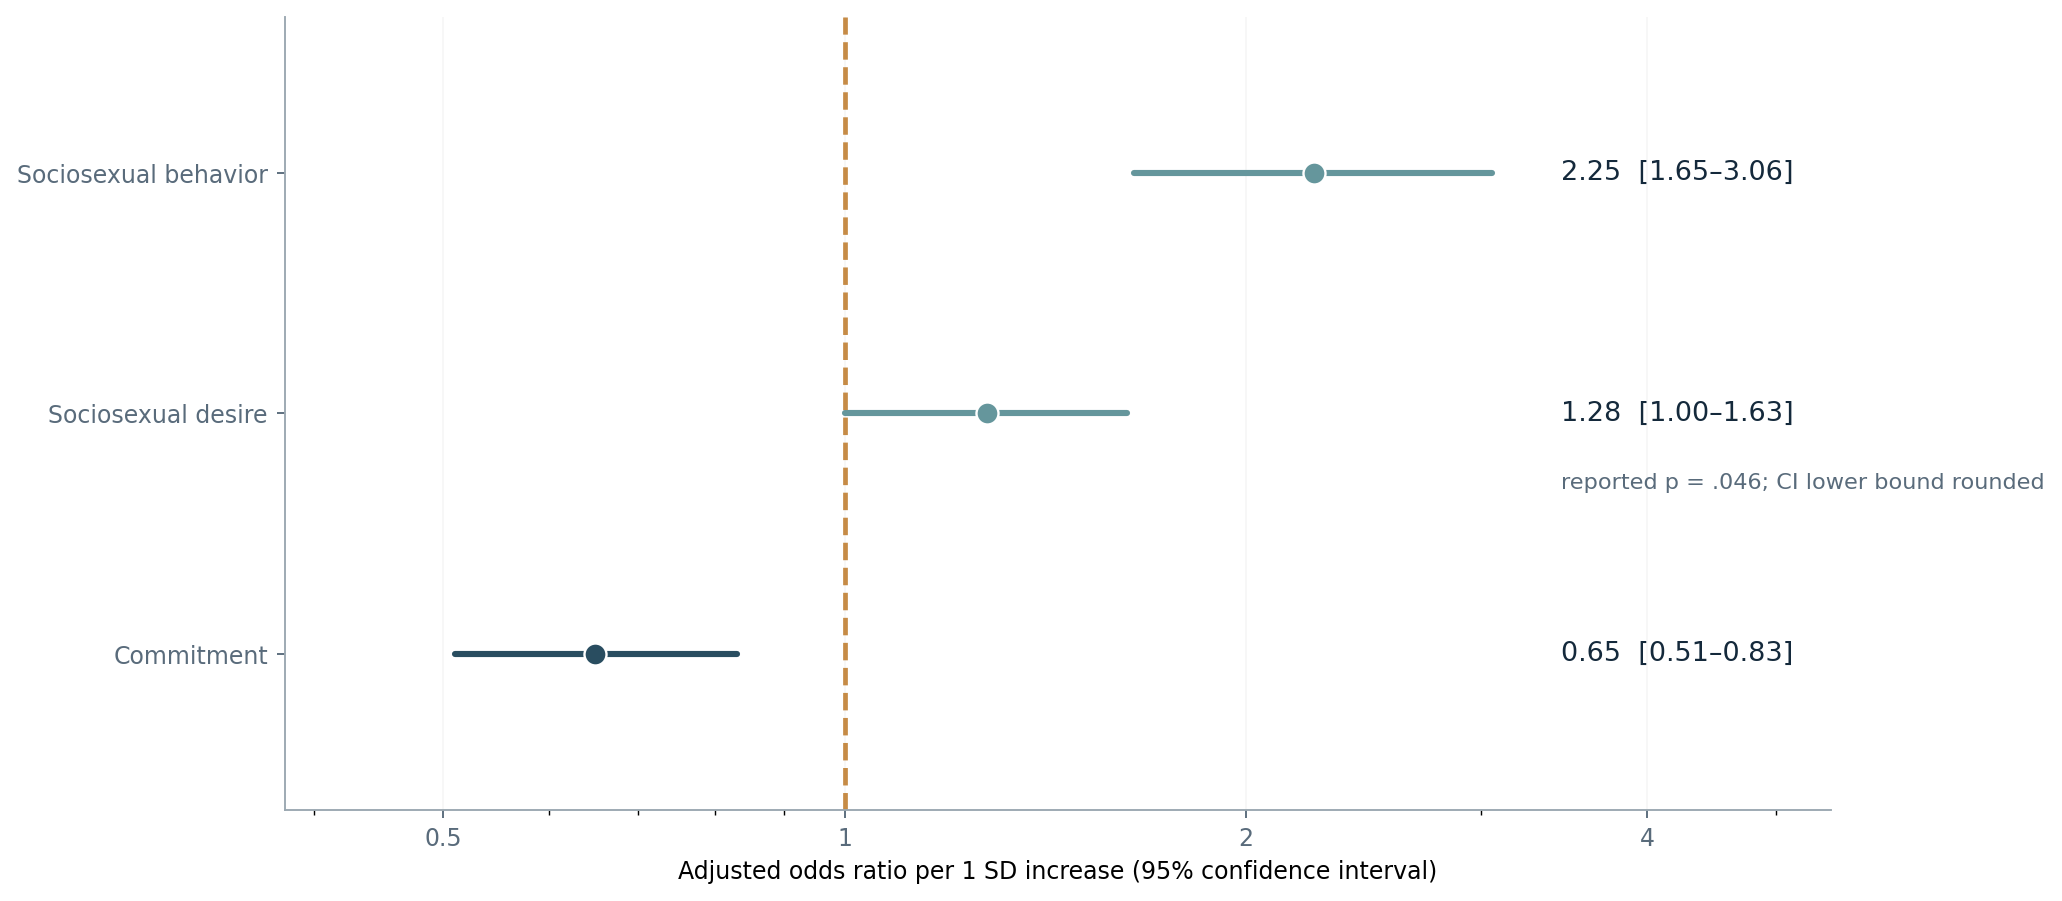 Sociosexual behavior
2.25  [1.65–3.06]
Sociosexual desire
1.28  [1.00–1.63]
reported p = .046; CI lower bound rounded
Commitment
0.65  [0.51–0.83]
0.5 1 2 4
Adjusted odds ratio per 1 SD increase (95% confidence interval)